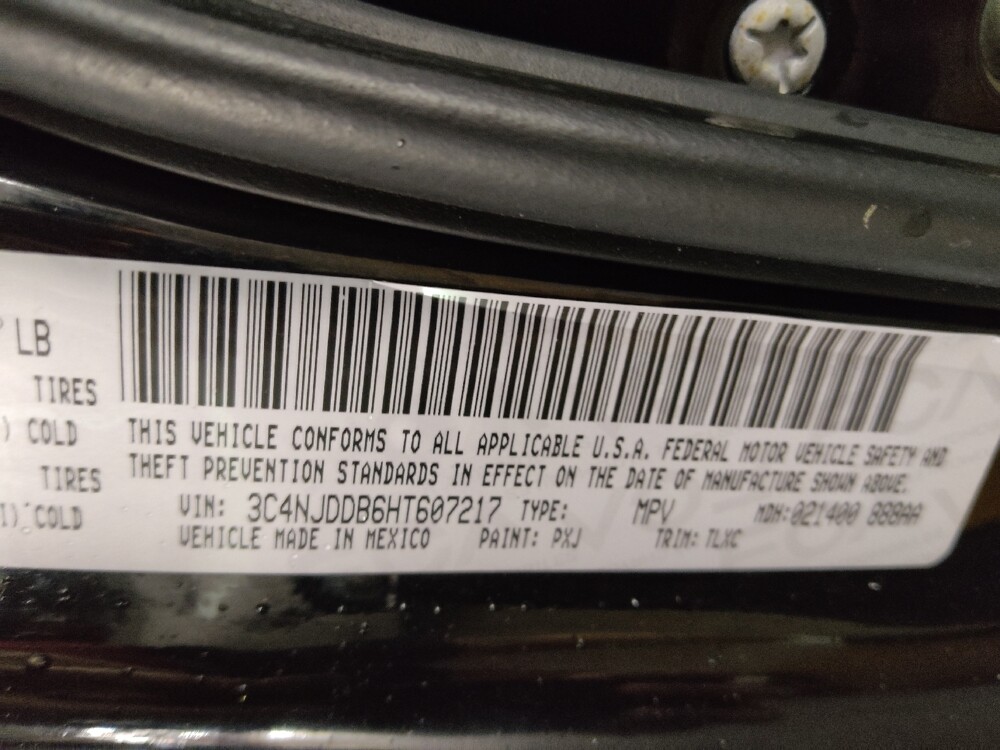 LB
TIRES
) COLD
TIRES
COLD
THIS VEHICLE CONFORMS TO ALL APPLICABLE U.S.A. FEDERAL MOTOR VEHICLE SAFETY AND
THEFT PREVENTION STANDARDS IN EFFECT ON THE DATE OF MANUFACTURE SHOWN ABOVE.
VIN: 3C4NJDDB6HT607217 TYPE: MPV MDH:021400 888AA
VEHICLE MADE IN MEXICO PAINT: PXJ TRIM: TLXC